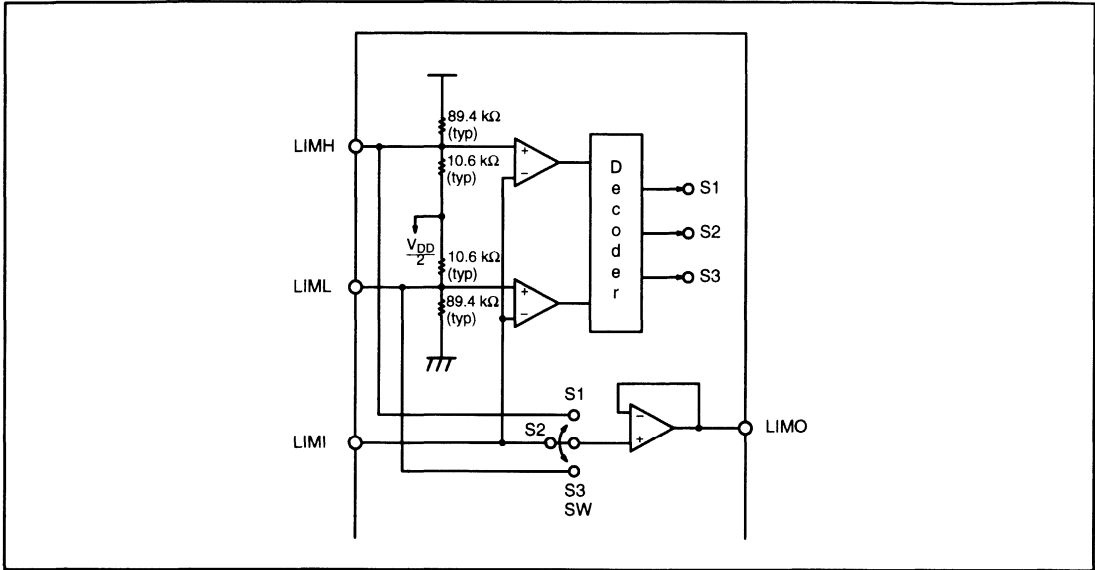 89.4 kΩ
(typ)
LIMH
+
−
10.6 kΩ
(typ)
Decoder
S1
S2
S3
VDD
2
10.6 kΩ
(typ)
LIML
+
−
89.4 kΩ
(typ)
S1
S2
LIMI
−
+
LIMO
S3
SW